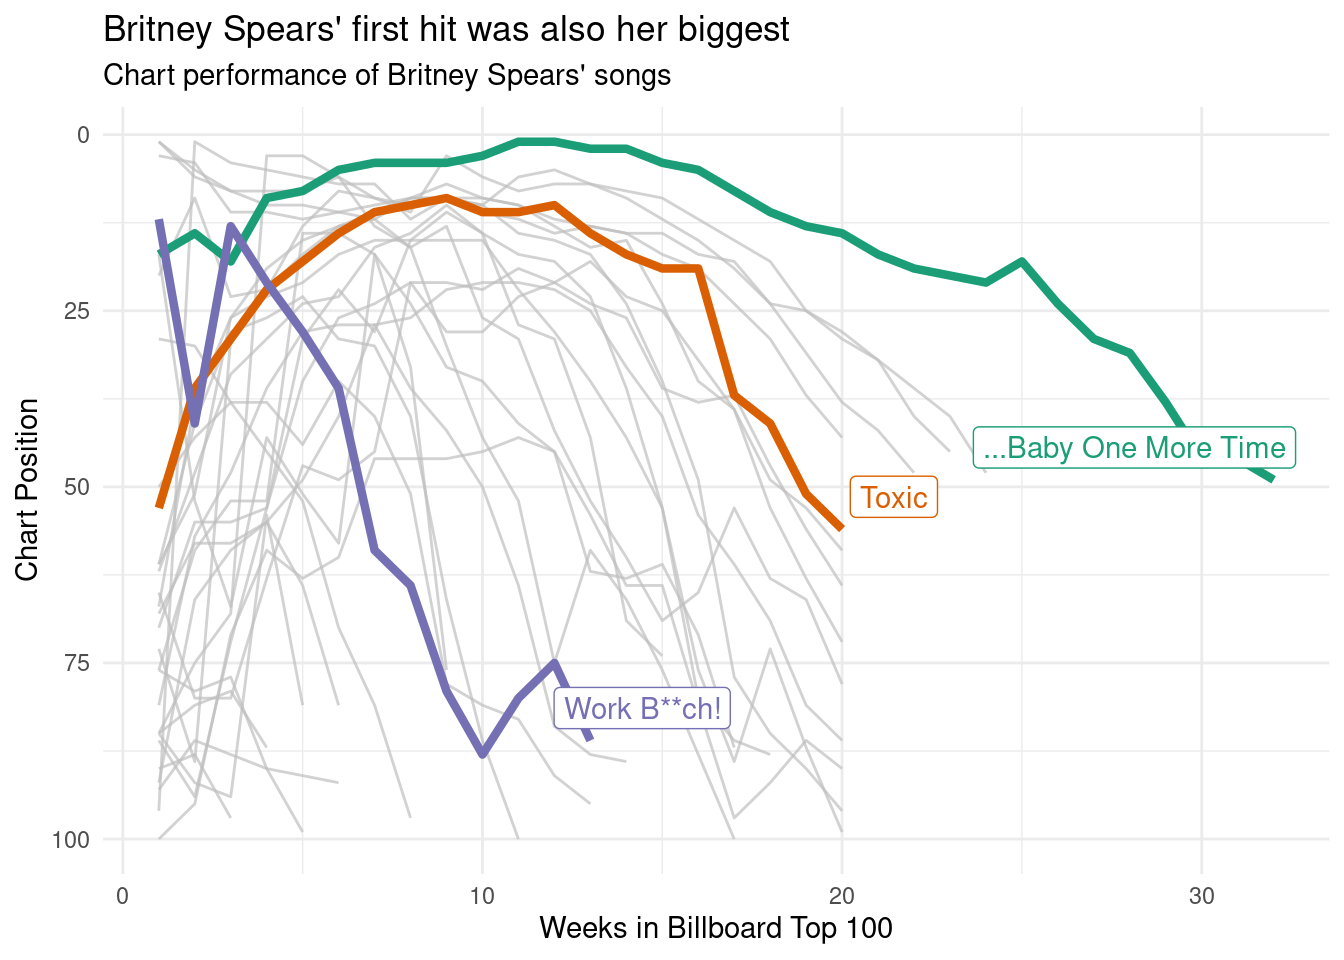 Britney Spears' first hit was also her biggest
Chart performance of Britney Spears' songs
0
25
50
75
100
Chart Position
...Baby One More Time
Toxic
Work B**ch!
0 10 20 30
Weeks in Billboard Top 100